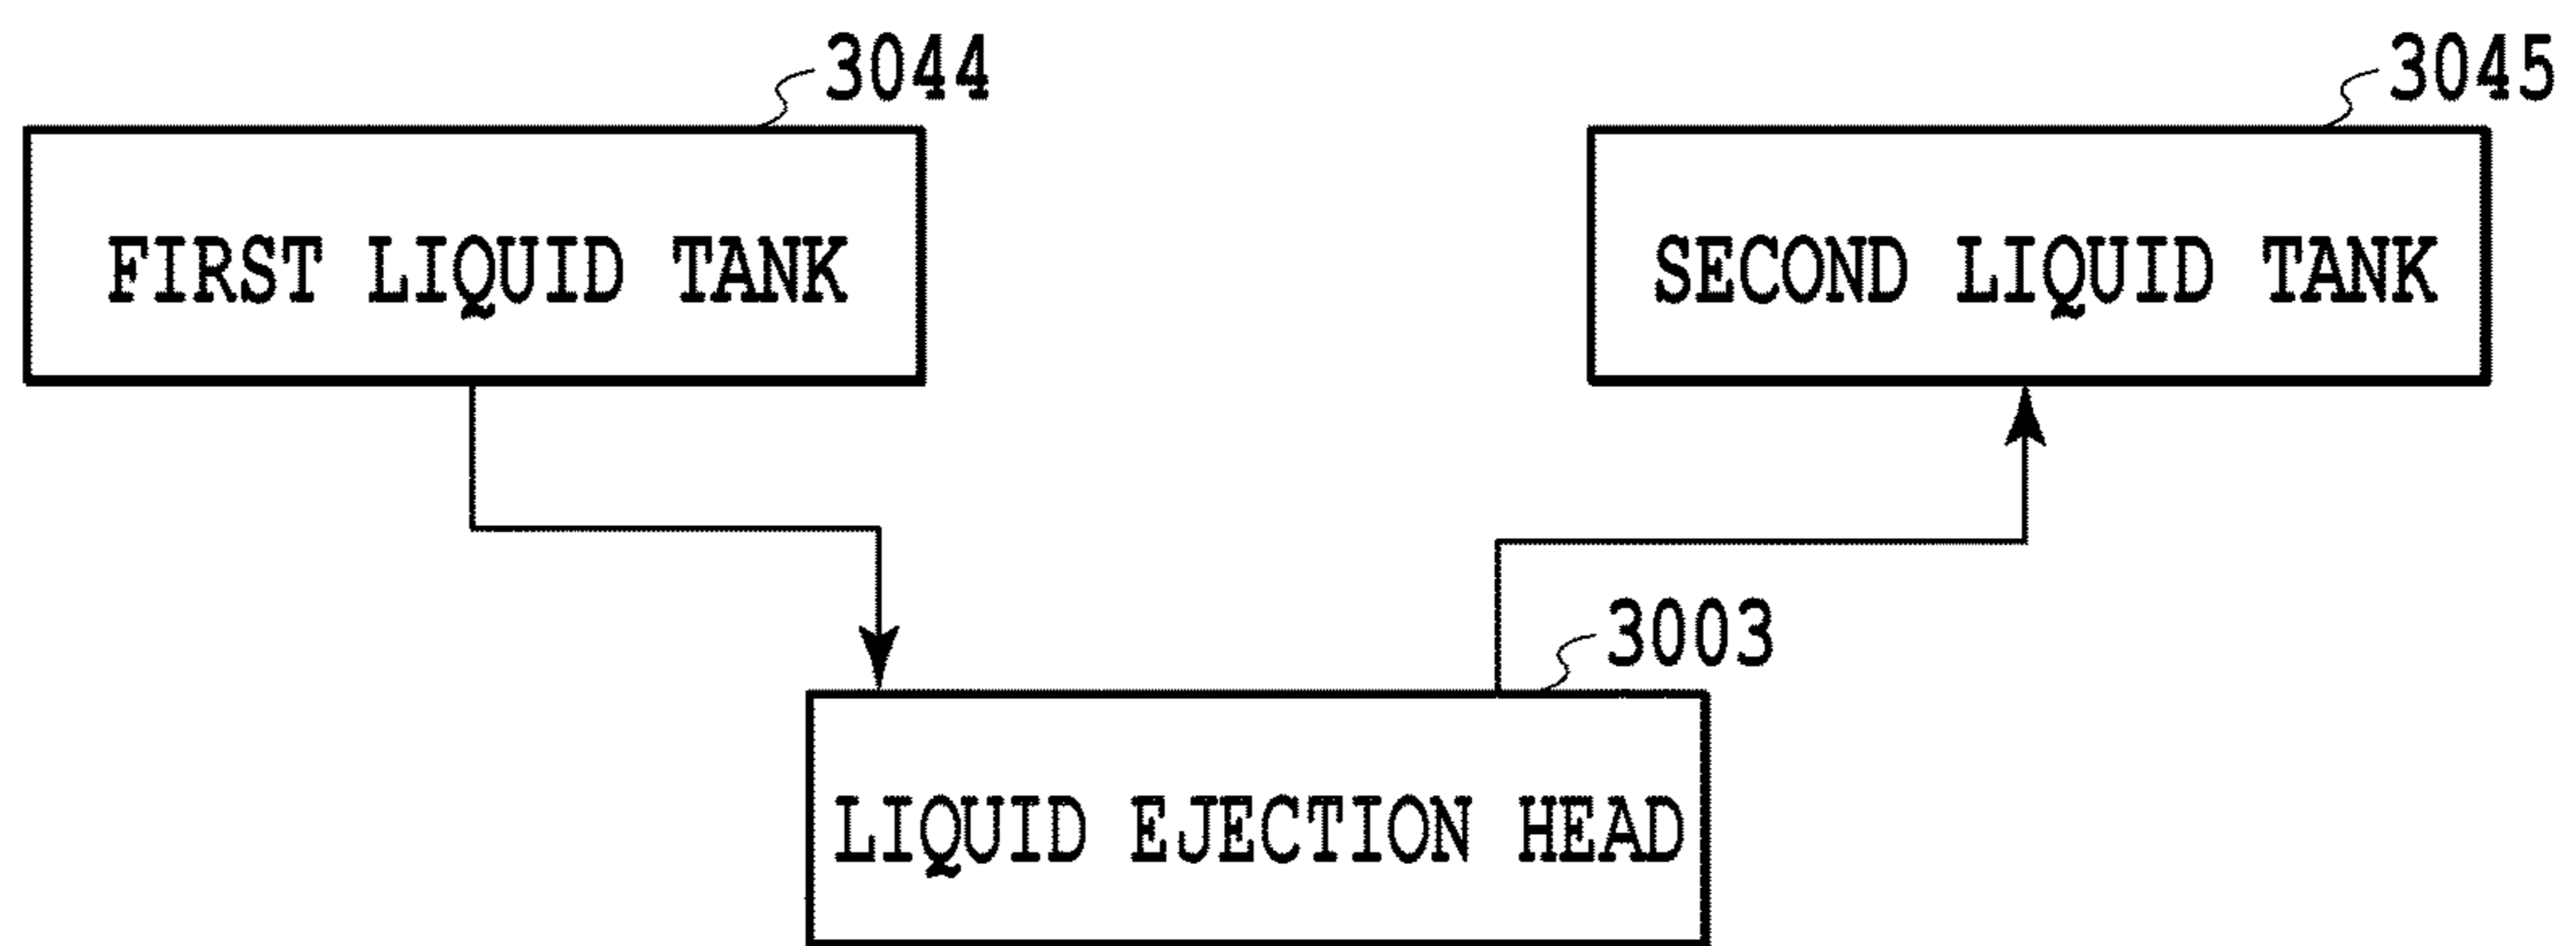 3044
3045
FIRST LIQUID TANK
SECOND LIQUID TANK
3003
LIQUID EJECTION HEAD